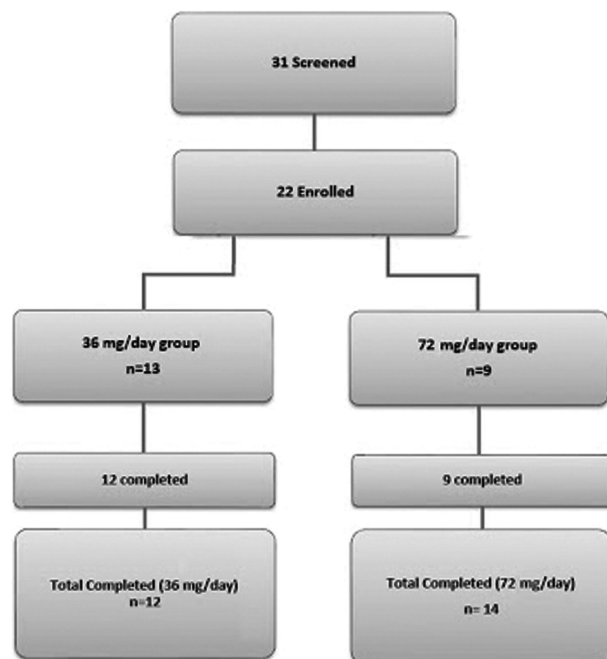 31 Screened
22 Enrolled
36 mg/day group
n=13
72 mg/day group
n=9
12 completed
9 completed
Total Completed (36 mg/day)
n=12
Total Completed (72 mg/day)
n= 14